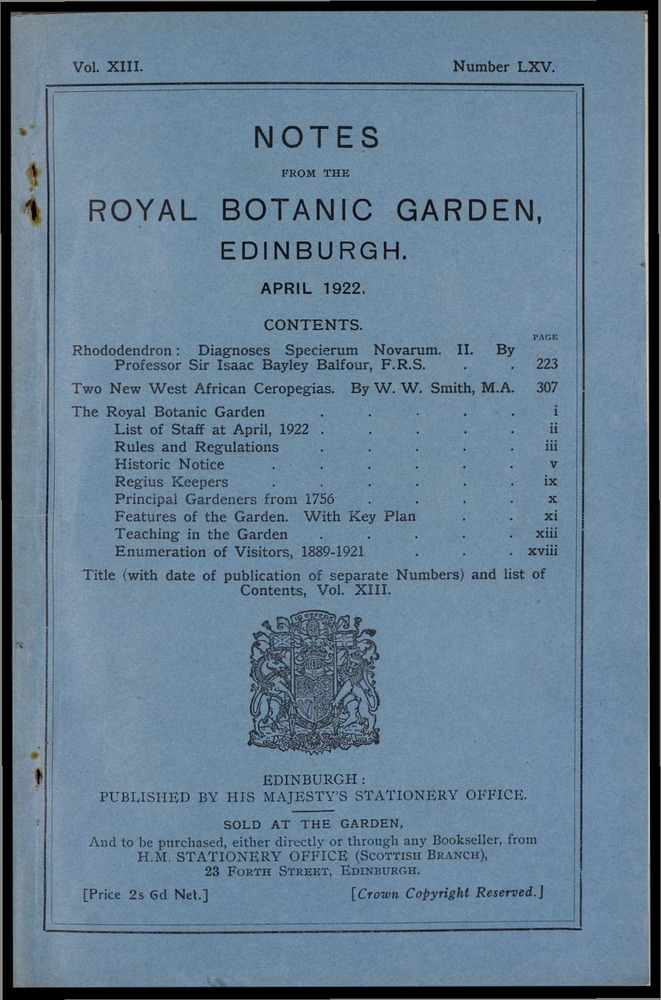 Vol. XIII. Number LXV.
NOTES
FROM THE
ROYAL BOTANIC GARDEN,
EDINBURGH.
APRIL 1922.
CONTENTS.
PAGE
Rhododendron : Diagnoses Specierum Novarum. II. By
Professor Sir Isaac Bayley Balfour, F.R.S. . . 223
Two New West African Ceropegias. By W. W. Smith, M.A. 307
The Royal Botanic Garden . . . . . i
List of Staff at April, 1922 . . . . . ii
Rules and Regulations . . . . . iii
Historic Notice . . . . . . v
Regius Keepers . . . . . . ix
Principal Gardeners from 1756 . . . . x
Features of the Garden. With Key Plan . . xi
Teaching in the Garden . . . . . xiii
Enumeration of Visitors, 1889-1921 . . . xviii
Title (with date of publication of separate Numbers) and list of
Contents, Vol. XIII.
EDINBURGH :
PUBLISHED BY HIS MAJESTY'S STATIONERY OFFICE.
SOLD AT THE GARDEN,
And to be purchased, either directly or through any Bookseller, from
H.M. STATIONERY OFFICE (SCOTTISH BRANCH),
23 FORTH STREET, EDINBURGH.
[Price 2s 6d Net.] [Crown Copyright Reserved.]